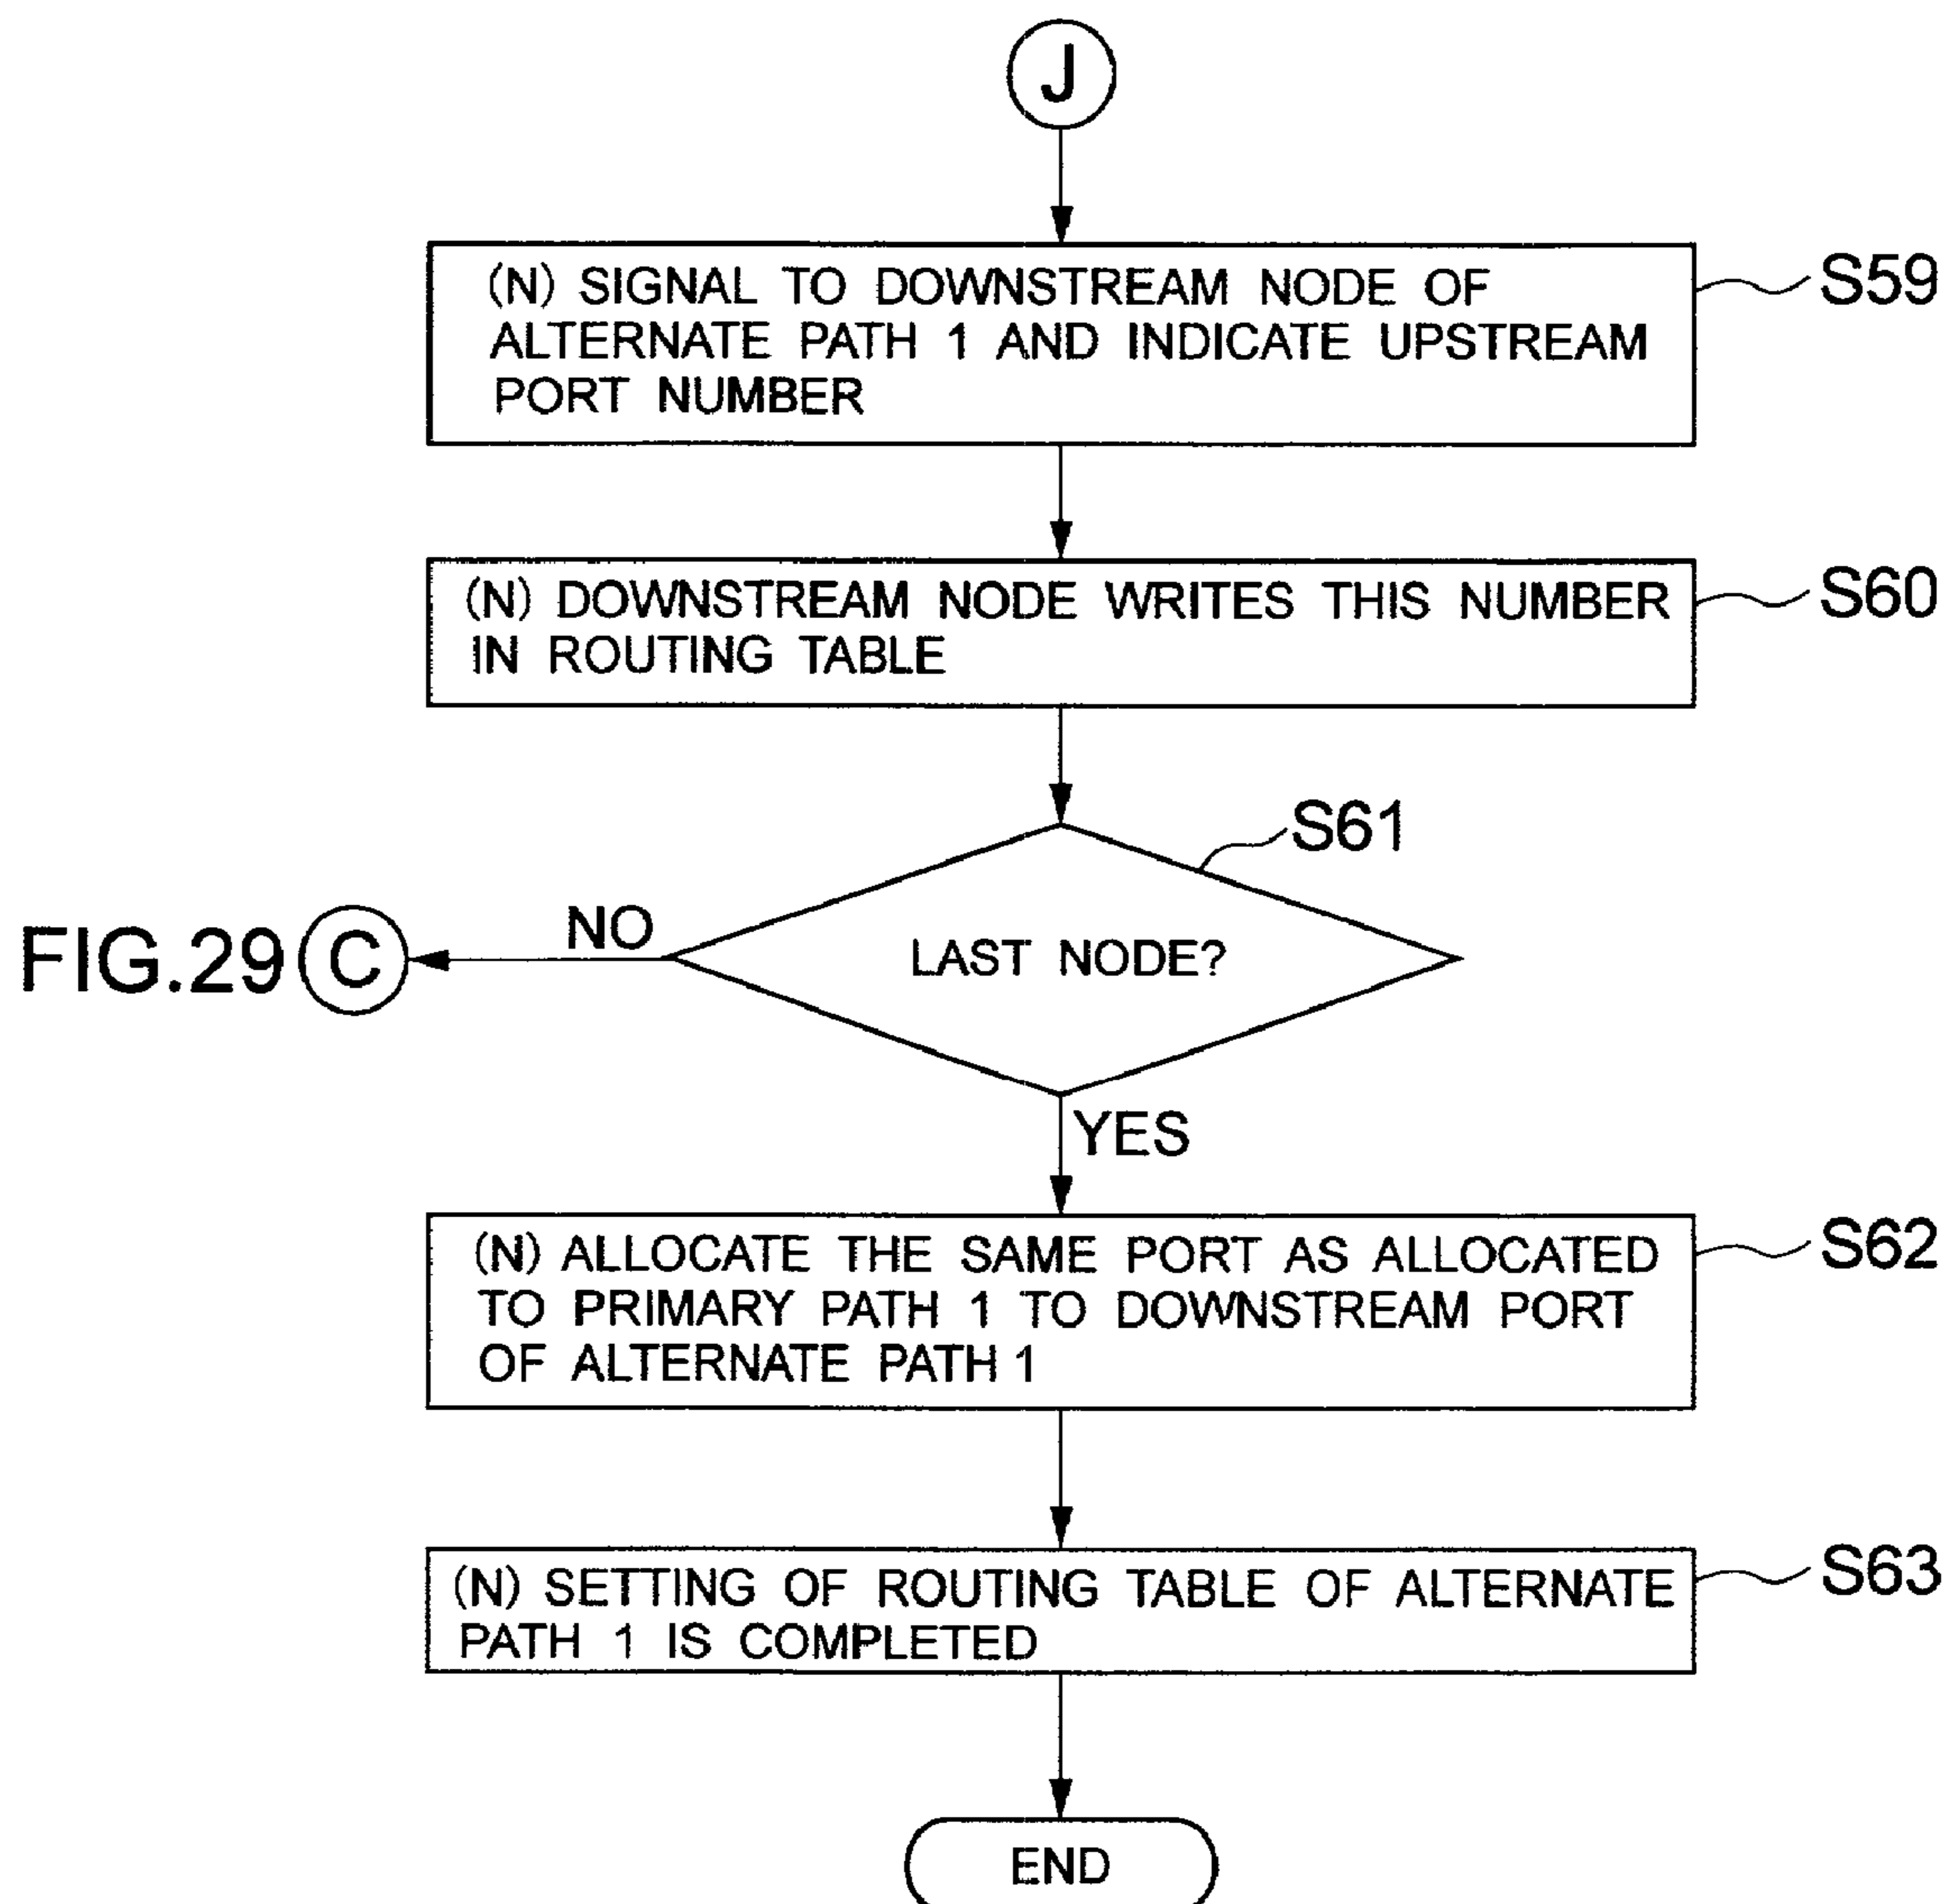 J
(N) SIGNAL TO DOWNSTREAM NODE OF
ALTERNATE PATH 1 AND INDICATE UPSTREAM
PORT NUMBER
S59
(N) DOWNSTREAM NODE WRITES THIS NUMBER
IN ROUTING TABLE
S60
S61
LAST NODE?
NO
FIG.29 C
YES
(N) ALLOCATE THE SAME PORT AS ALLOCATED
TO PRIMARY PATH 1 TO DOWNSTREAM PORT
OF ALTERNATE PATH 1
S62
(N) SETTING OF ROUTING TABLE OF ALTERNATE
PATH 1 IS COMPLETED
S63
END